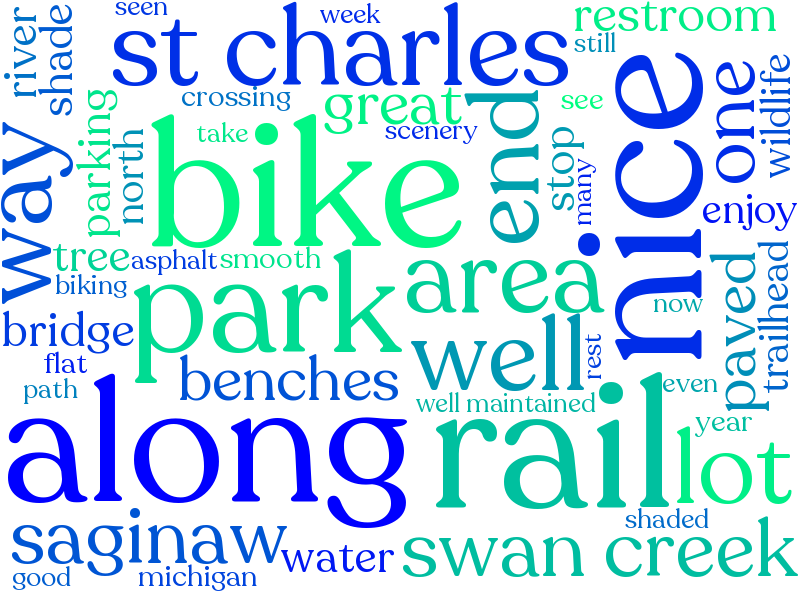 seen
week
restroom
st charles
still
river
shade
crossing
great
see
nice
one
wildlife
way
parking
north
take
scenery
bike
end
stop
many
enjoy
tree
asphalt
smooth
biking
park
area
now
paved
trailhead
bridge
flat
path
benches
well
rest
even
well maintained
along
rail
lot
year
saginaw
water
swan creek
shaded
good
michigan